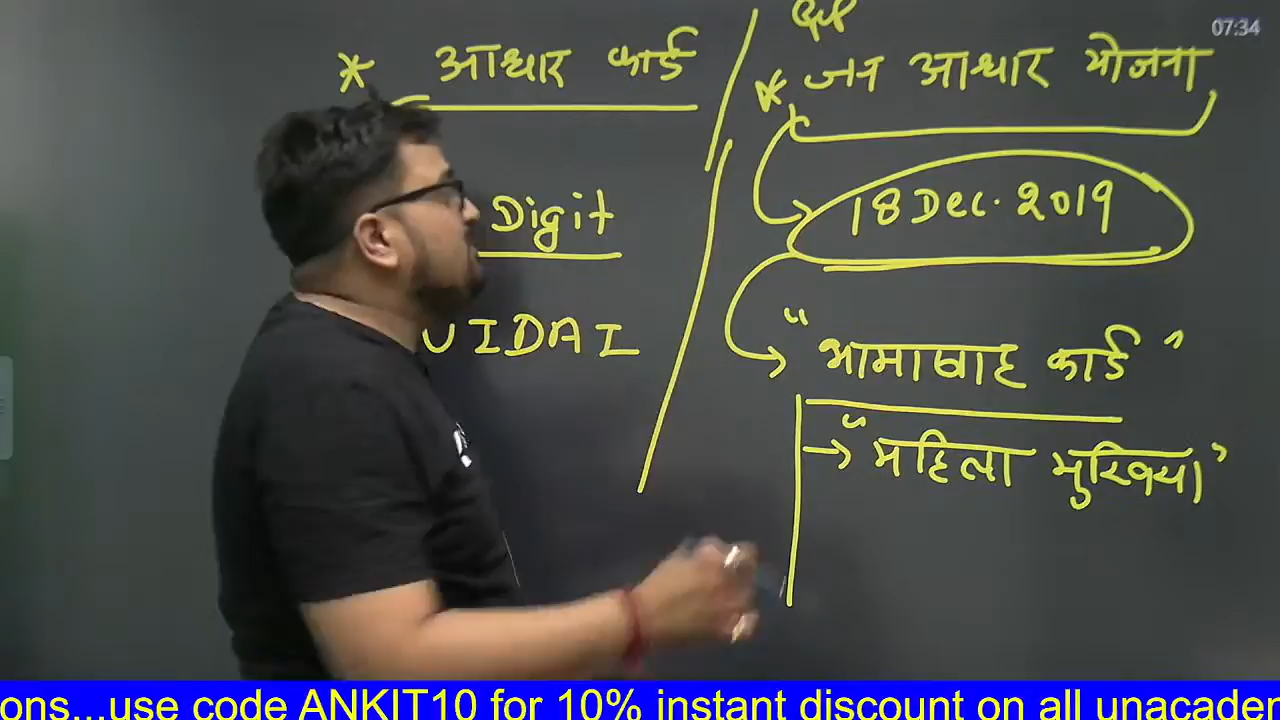 07:34
* आधार कार्ड
Digit
UIDAI
* जन आधार योजना
18 Dec. 2019
"भामाशाह कार्ड"
→ "महिला मुखिया"
ons...use code ANKIT10 for 10% instant discount on all unacader